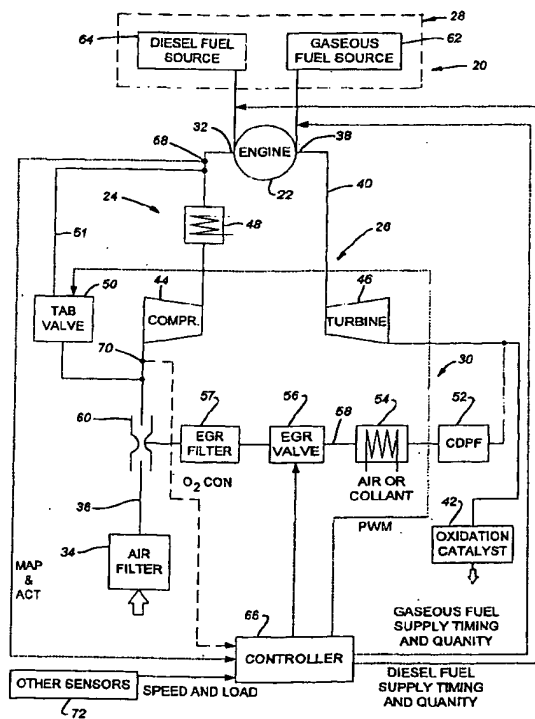 28
64
DIESEL FUEL
SOURCE
GASEOUS
FUEL SOURCE
62
20
32
ENGINE
38
68
22
40
24
48
26
51
50
44
46
TAB
VALVE
COMPR.
TURBINE
70
30
60
57
56
58
54
52
EGR
FILTER
EGR
VALVE
CDPF
O2 CON
AIR OR
COLLANT
36
PWM
42
34
AIR
FILTER
OXIDATION
CATALYST
MAP
&
ACT
66
CONTROLLER
GASEOUS FUEL
SUPPLY TIMING
AND QUANITY
OTHER SENSORS
SPEED AND LOAD
DIESEL FUEL
SUPPLY TIMING
AND QUANITY
72